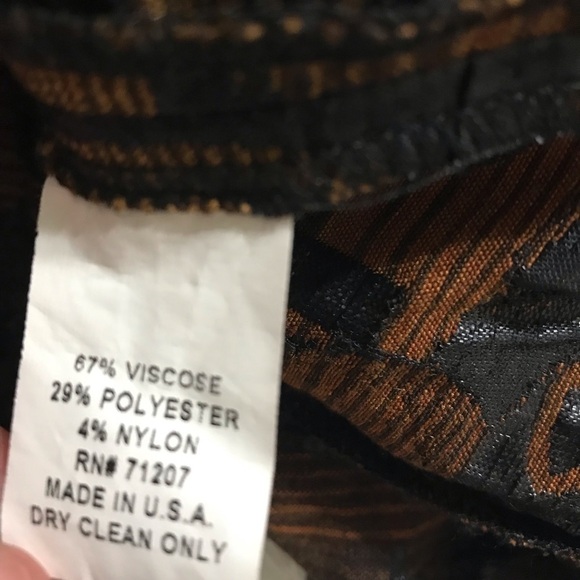 67% VISCOSE
29% POLYESTER
4% NYLON
RN# 71207
MADE IN U.S.A.
DRY CLEAN ONLY